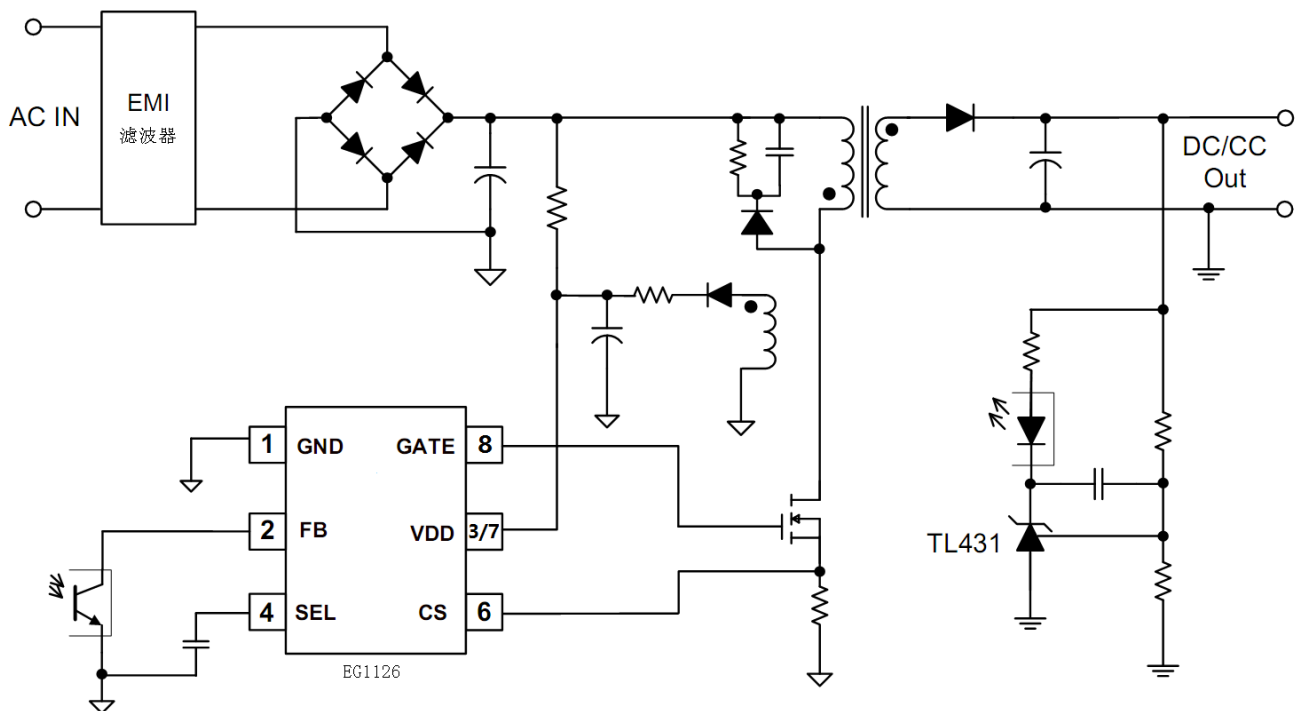 AC IN
EMI
滤波器
DC/CC
Out
1 GND GATE 8
2 FB VDD 3/7
4 SEL CS 6
EG1126
TL431